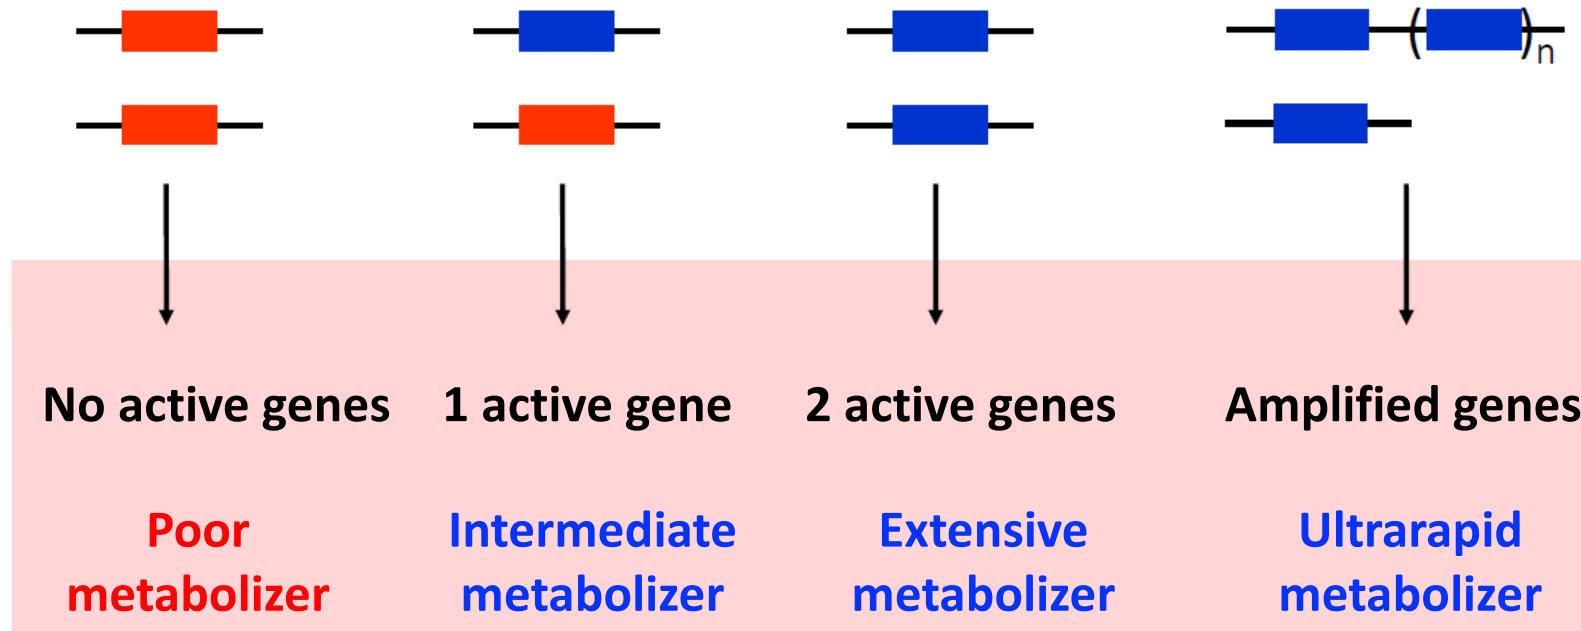 ( )n
No active genes 1 active gene 2 active genes Amplified genes
Poor Intermediate Extensive Ultrarapid
metabolizer metabolizer metabolizer metabolizer